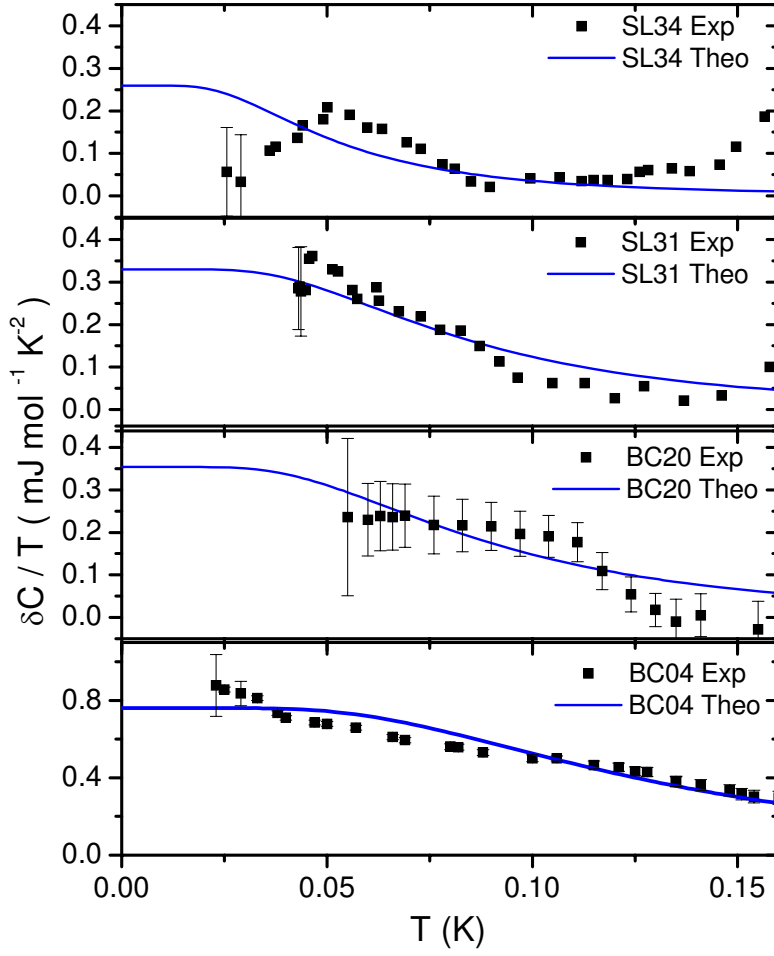 0.4
0.3
0.2
0.1
0.0
SL34 Exp
SL34 Theo
0.4
0.3
0.2
0.1
0.0
SL31 Exp
SL31 Theo
δC / T ( mJ mol⁻¹ K⁻²)
0.4
0.3
0.2
0.1
0.0
BC20 Exp
BC20 Theo
0.8
0.4
0.0
BC04 Exp
BC04 Theo
0.00 0.05 0.10 0.15
T (K)